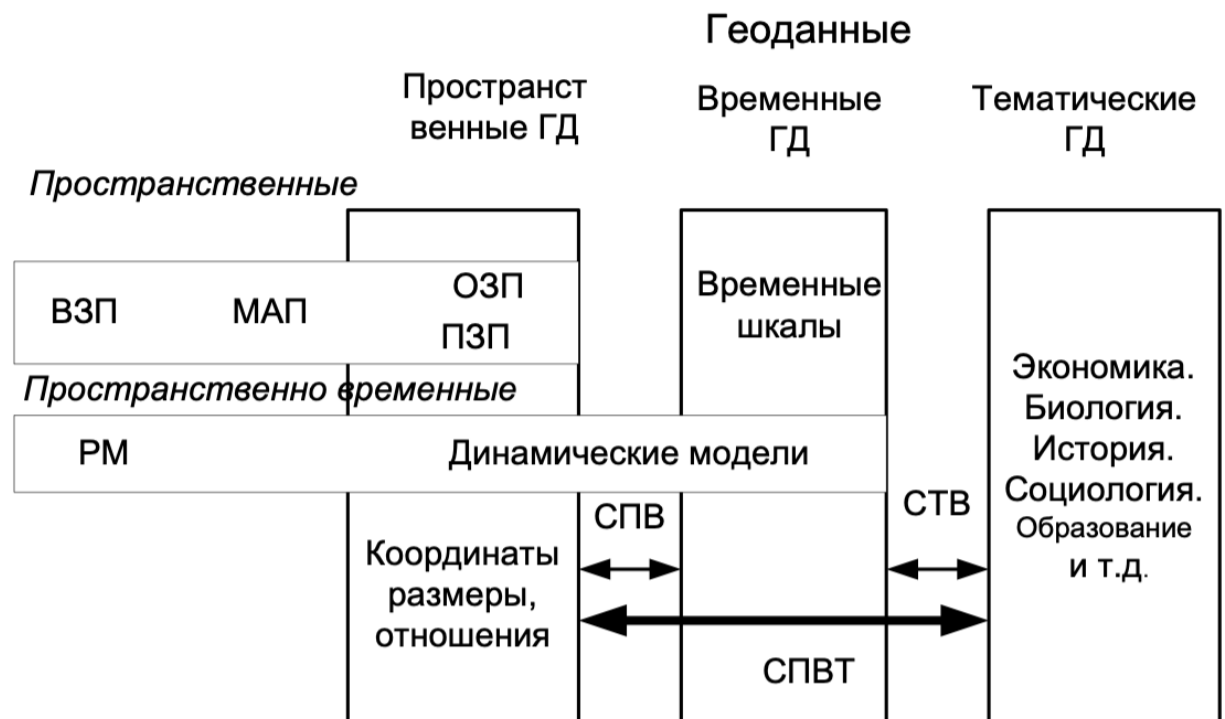 Геоданные
Пространст
венные ГД
Временные
ГД
Тематические
ГД
Пространственные
ВЗП
МАП
ОЗП
ПЗП
Временные
шкалы
Пространственно временные
РМ
Динамические модели
Экономика.
Биология.
История.
Социология.
Образование
и т.д.
СПВ
СТВ
Координаты
размеры,
отношения
СПВТ